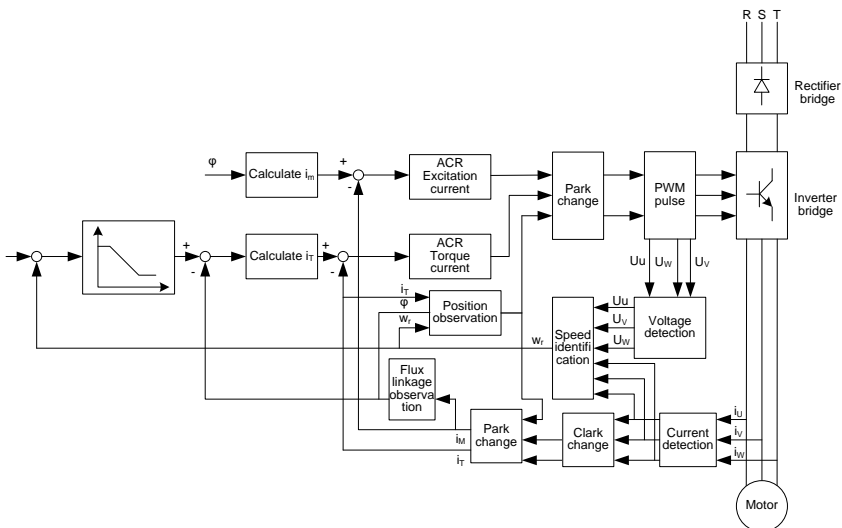 R S T
Rectifier
bridge
φ
Calculate im
+
-
ACR
Excitation
current
Park
change
PWM
pulse
Inverter
bridge
+
-
Calculate iT
+
-
ACR
Torque
current
Uu
Uw
Uv
iT
φ
wr
Position
observation
wr
Speed
identifi
cation
Uu
Uv
Uw
Voltage
detection
Flux
linkage
observa
tion
iM
iT
Park
change
Clark
change
Current
detection
iU
iV
iW
Motor